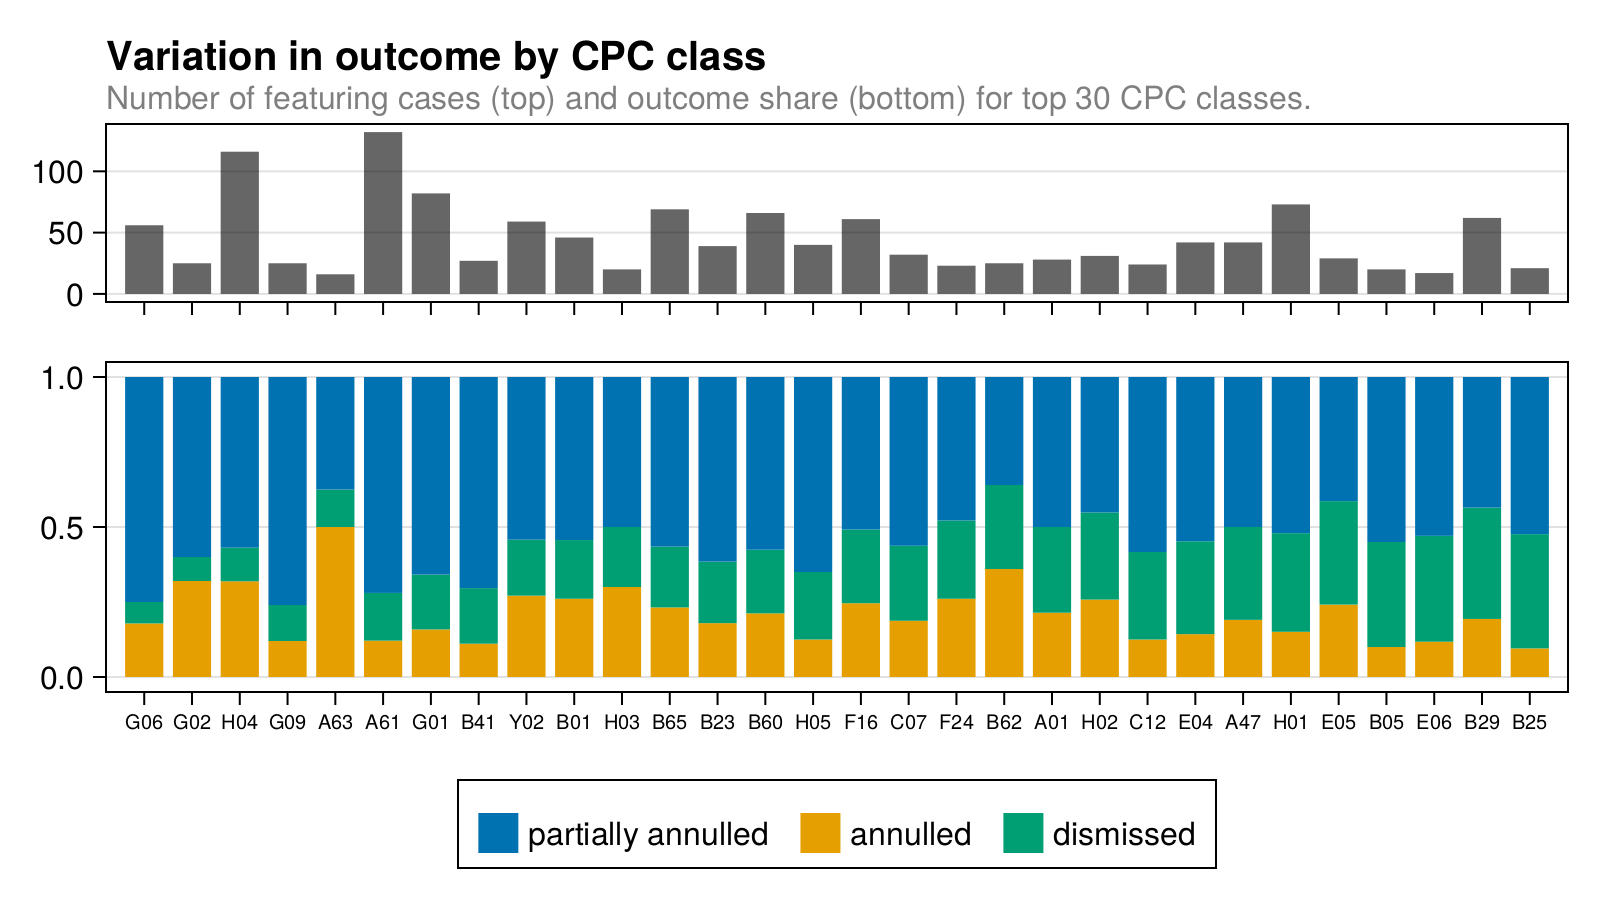 Variation in outcome by CPC class
Number of featuring cases (top) and outcome share (bottom) for top 30 CPC classes.
100
50
0
1.0
0.5
0.0
G06 G02 H04 G09 A63 A61 G01 B41 Y02 B01 H03 B65 B23 B60 H05 F16 C07 F24 B62 A01 H02 C12 E04 A47 H01 E05 B05 E06 B29 B25
partially annulled annulled dismissed